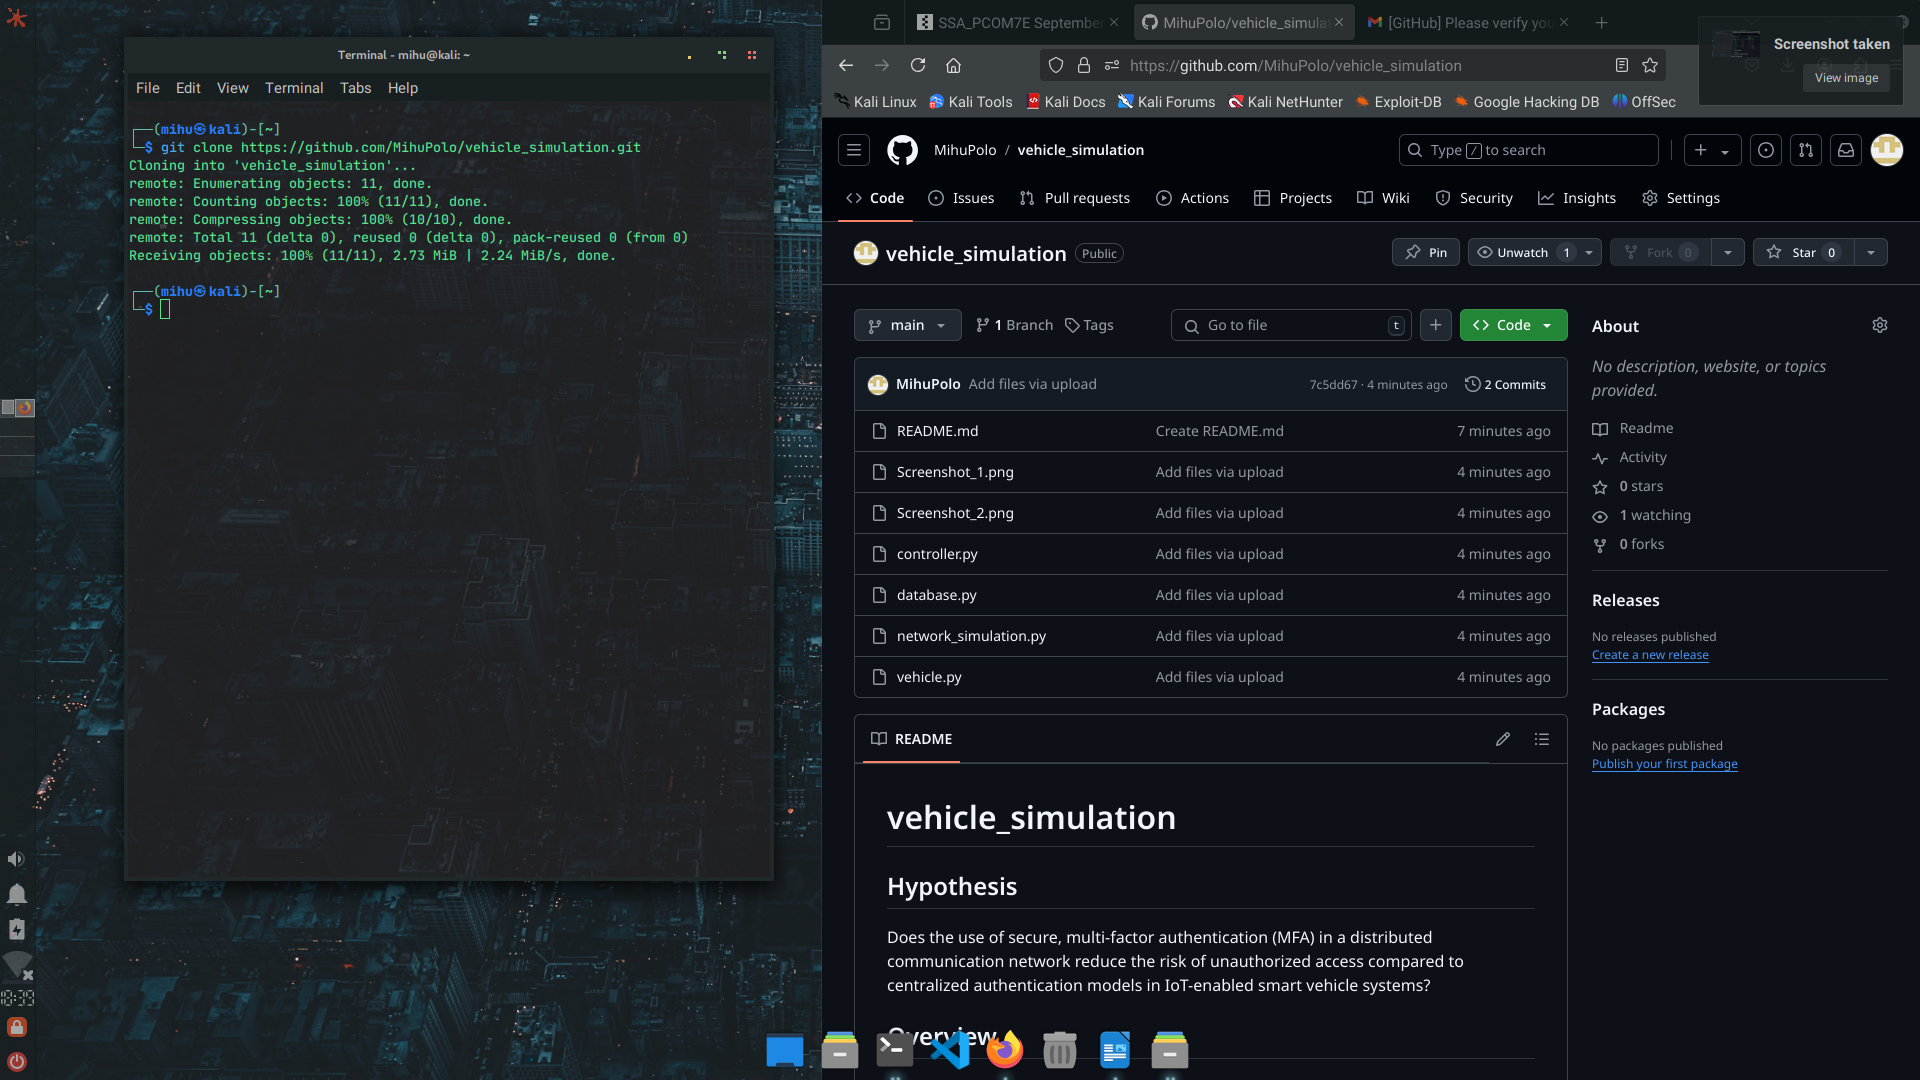 Terminal - mihu@kali: ~
File Edit View Terminal Tabs Help
┌──(mihu㉿kali)-[~]
└─$ git clone https://github.com/MihuPolo/vehicle_simulation.git
Cloning into 'vehicle_simulation'...
remote: Enumerating objects: 11, done.
remote: Counting objects: 100% (11/11), done.
remote: Compressing objects: 100% (10/10), done.
remote: Total 11 (delta 0), reused 0 (delta 0), pack-reused 0 (from 0)
Receiving objects: 100% (11/11), 2.73 MiB | 2.24 MiB/s, done.
┌──(mihu㉿kali)-[~]
└─$
SSA_PCOM7E September
MihuPolo/vehicle_simula
[GitHub] Please verify you
Screenshot taken
View image
https://github.com/MihuPolo/vehicle_simulation
Kali Linux Kali Tools Kali Docs Kali Forums Kali NetHunter Exploit-DB Google Hacking DB OffSec
MihuPolo / vehicle_simulation
Type / to search
Code Issues Pull requests Actions Projects Wiki Security Insights Settings
vehicle_simulation Public
Pin Unwatch 1 Fork 0 Star 0
main 1 Branch Tags Go to file t Code
MihuPolo Add files via upload 7c5dd67 · 4 minutes ago 2 Commits
README.md Create README.md 7 minutes ago
Screenshot_1.png Add files via upload 4 minutes ago
Screenshot_2.png Add files via upload 4 minutes ago
controller.py Add files via upload 4 minutes ago
database.py Add files via upload 4 minutes ago
network_simulation.py Add files via upload 4 minutes ago
vehicle.py Add files via upload 4 minutes ago
README
vehicle_simulation
Hypothesis
Does the use of secure, multi-factor authentication (MFA) in a distributed
communication network reduce the risk of unauthorized access compared to
centralized authentication models in IoT-enabled smart vehicle systems?
Overview
About
No description, website, or topics
provided.
Readme
Activity
0 stars
1 watching
0 forks
Releases
No releases published
Create a new release
Packages
No packages published
Publish your first package